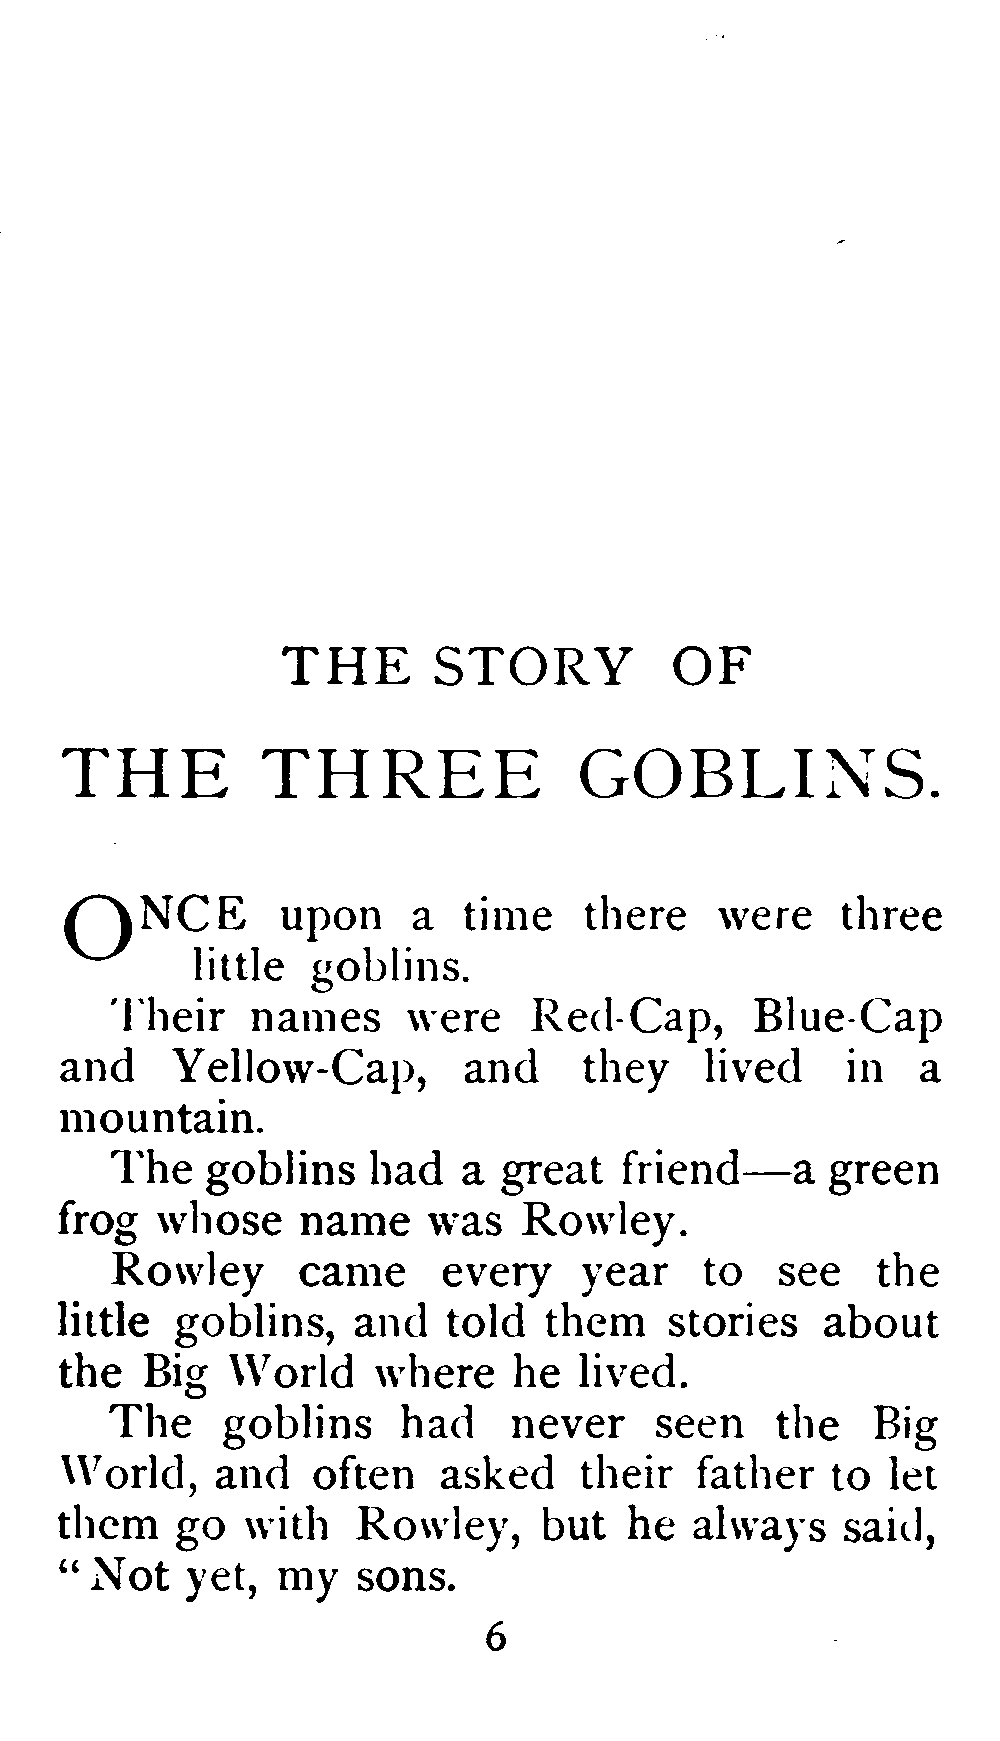 THE STORY OF
THE THREE GOBLINS.
ONCE upon a time there were three
little goblins.
Their names were Red-Cap, Blue-Cap
and Yellow-Cap, and they lived in a
mountain.
The goblins had a great friend—a green
frog whose name was Rowley.
Rowley came every year to see the
little goblins, and told them stories about
the Big World where he lived.
The goblins had never seen the Big
World, and often asked their father to let
them go with Rowley, but he always said,
“Not yet, my sons.
6